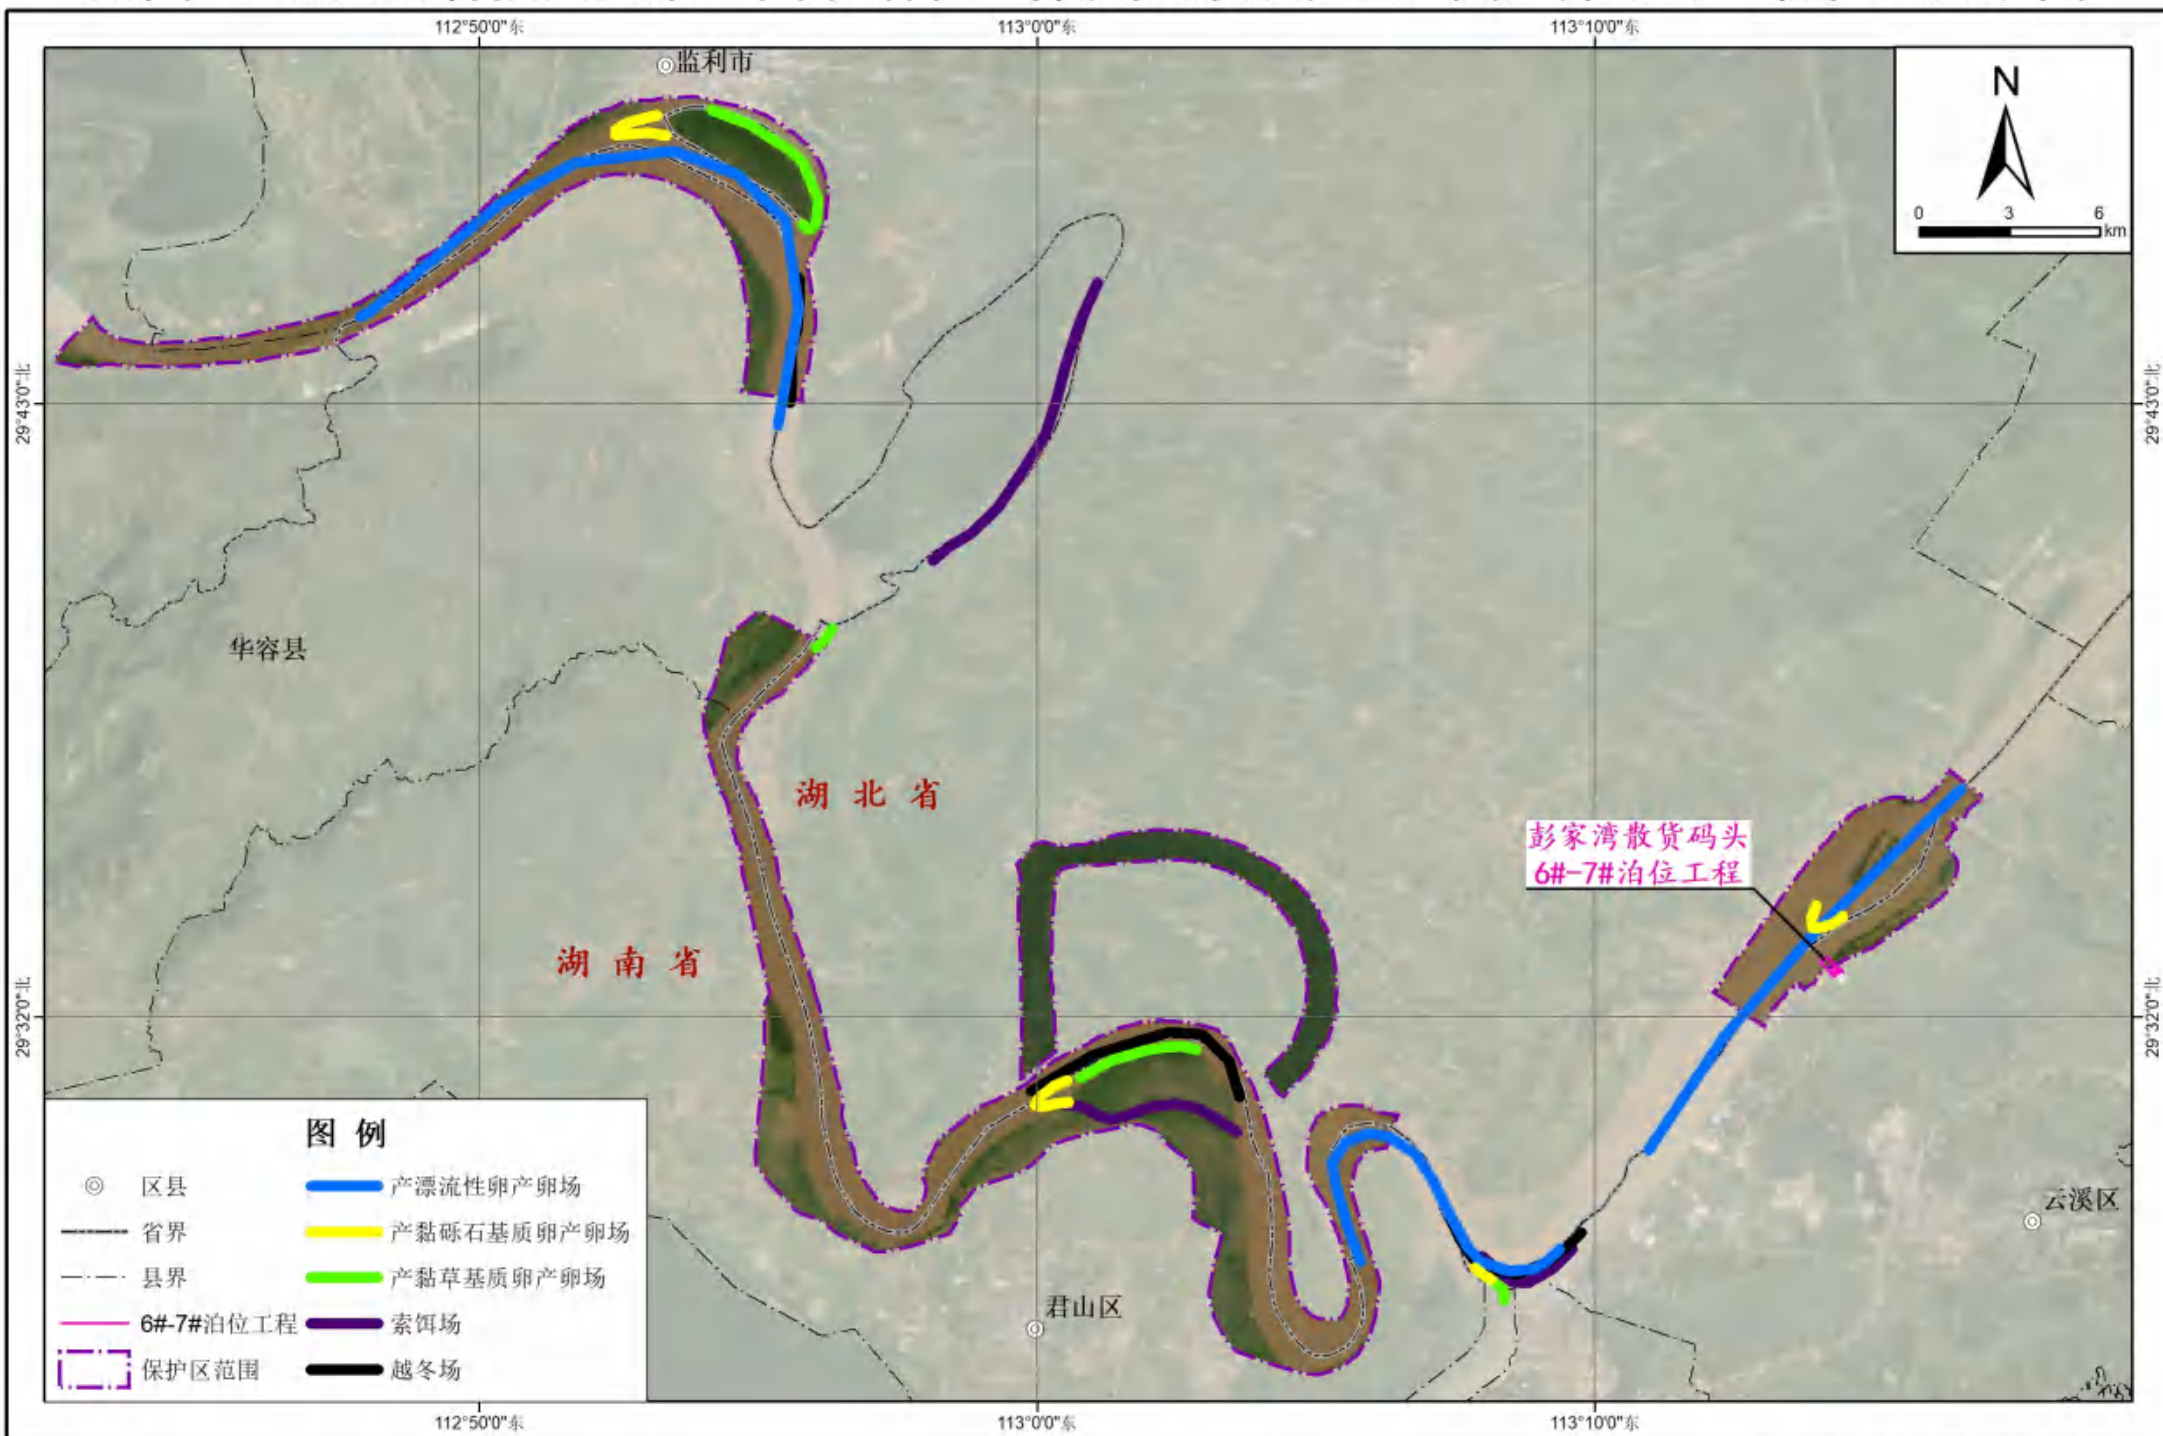 112°50'0"东
113°0'0"东
113°10'0"东
监利市
N
0 3 6
km
29°43'0"北
29°43'0"北
华容县
湖北省
彭家湾散货码头
6#-7#泊位工程
湖南省
29°32'0"北
29°32'0"北
图例
区县
产漂流性卵产卵场
省界
产黏砾石基质卵产卵场
县界
产黏草基质卵产卵场
6#-7#泊位工程
索饵场
保护区范围
越冬场
云溪区
君山区
112°50'0"东
113°0'0"东
113°10'0"东